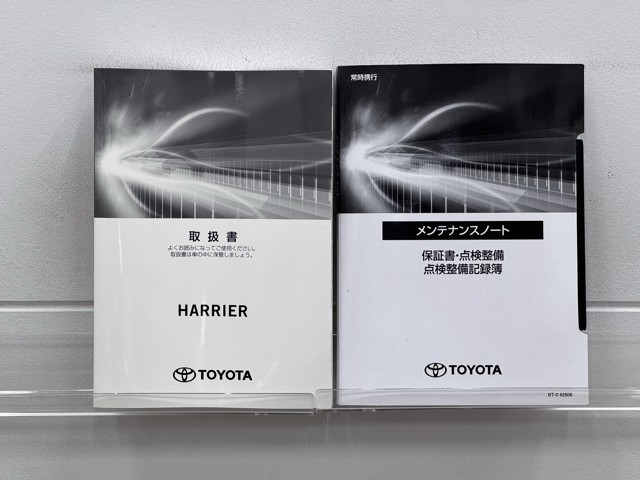 取扱書
よくお読みになってご使用ください。
取扱書は車の中に保管しましょう。
HARRIER
TOYOTA
常時携行
メンテナンスノート
保証書・点検整備
点検整備記録簿
TOYOTA
BT-0 62506